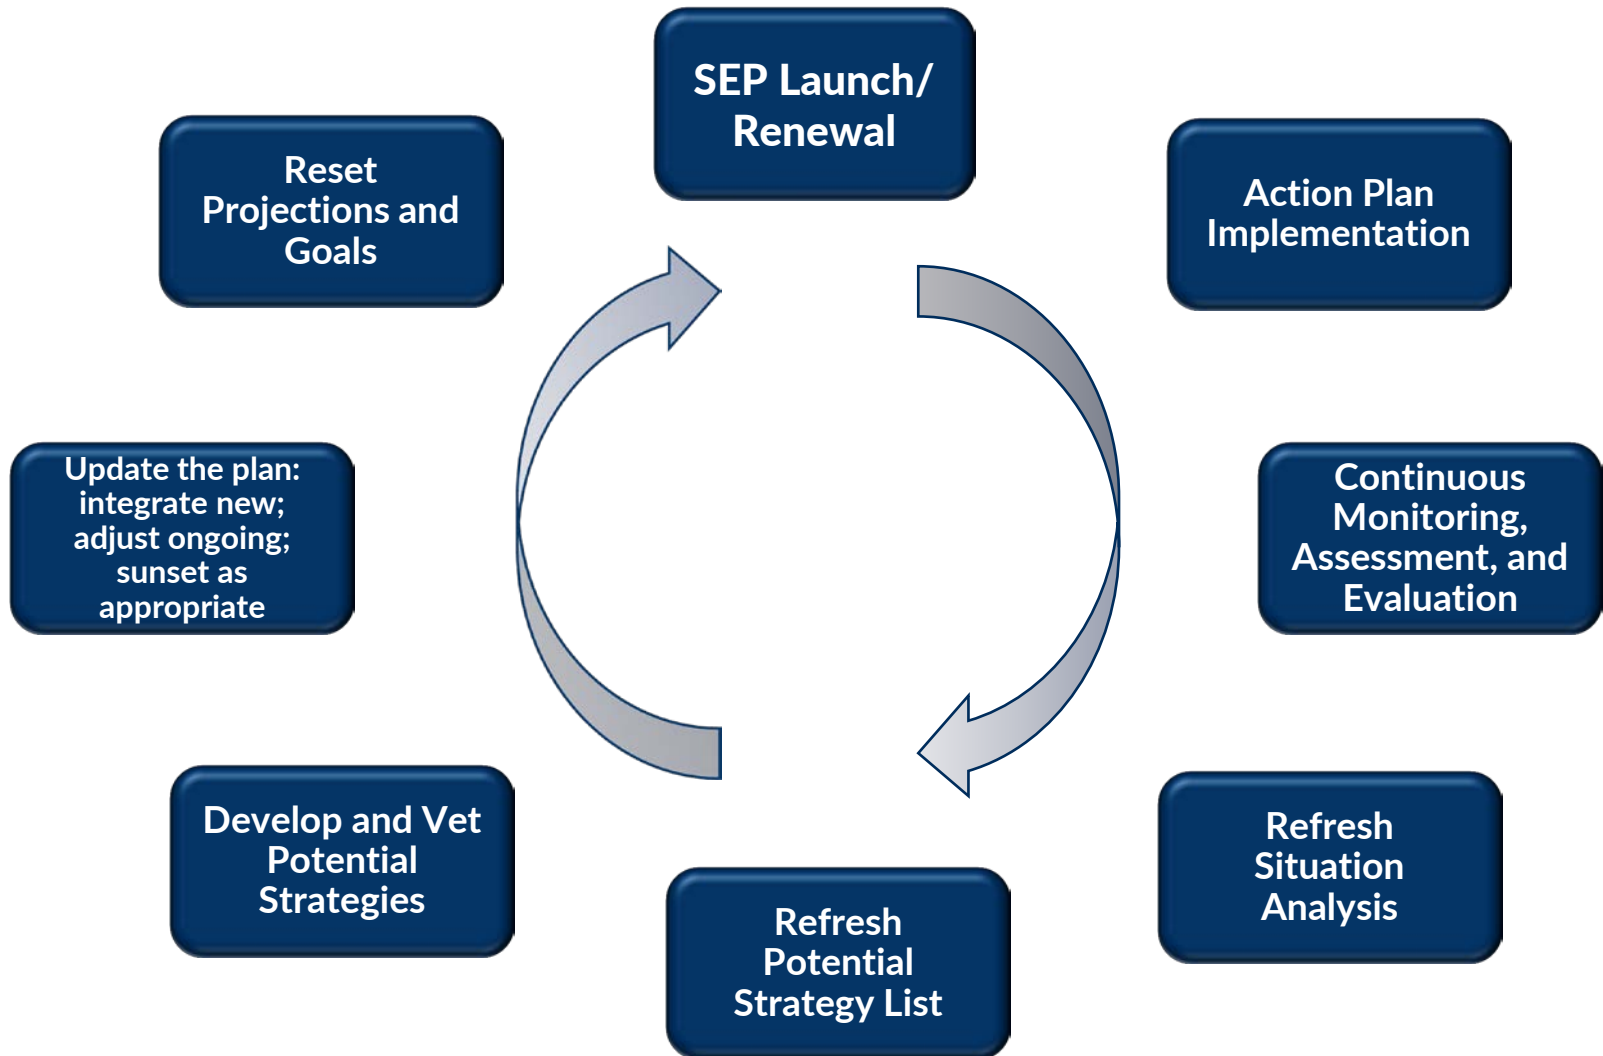 SEP Launch/
Renewal
Action Plan
Implementation
Continuous
Monitoring,
Assessment, and
Evaluation
Refresh
Situation
Analysis
Refresh
Potential
Strategy List
Develop and Vet
Potential
Strategies
Update the plan:
integrate new;
adjust ongoing;
sunset as
appropriate
Reset
Projections and
Goals